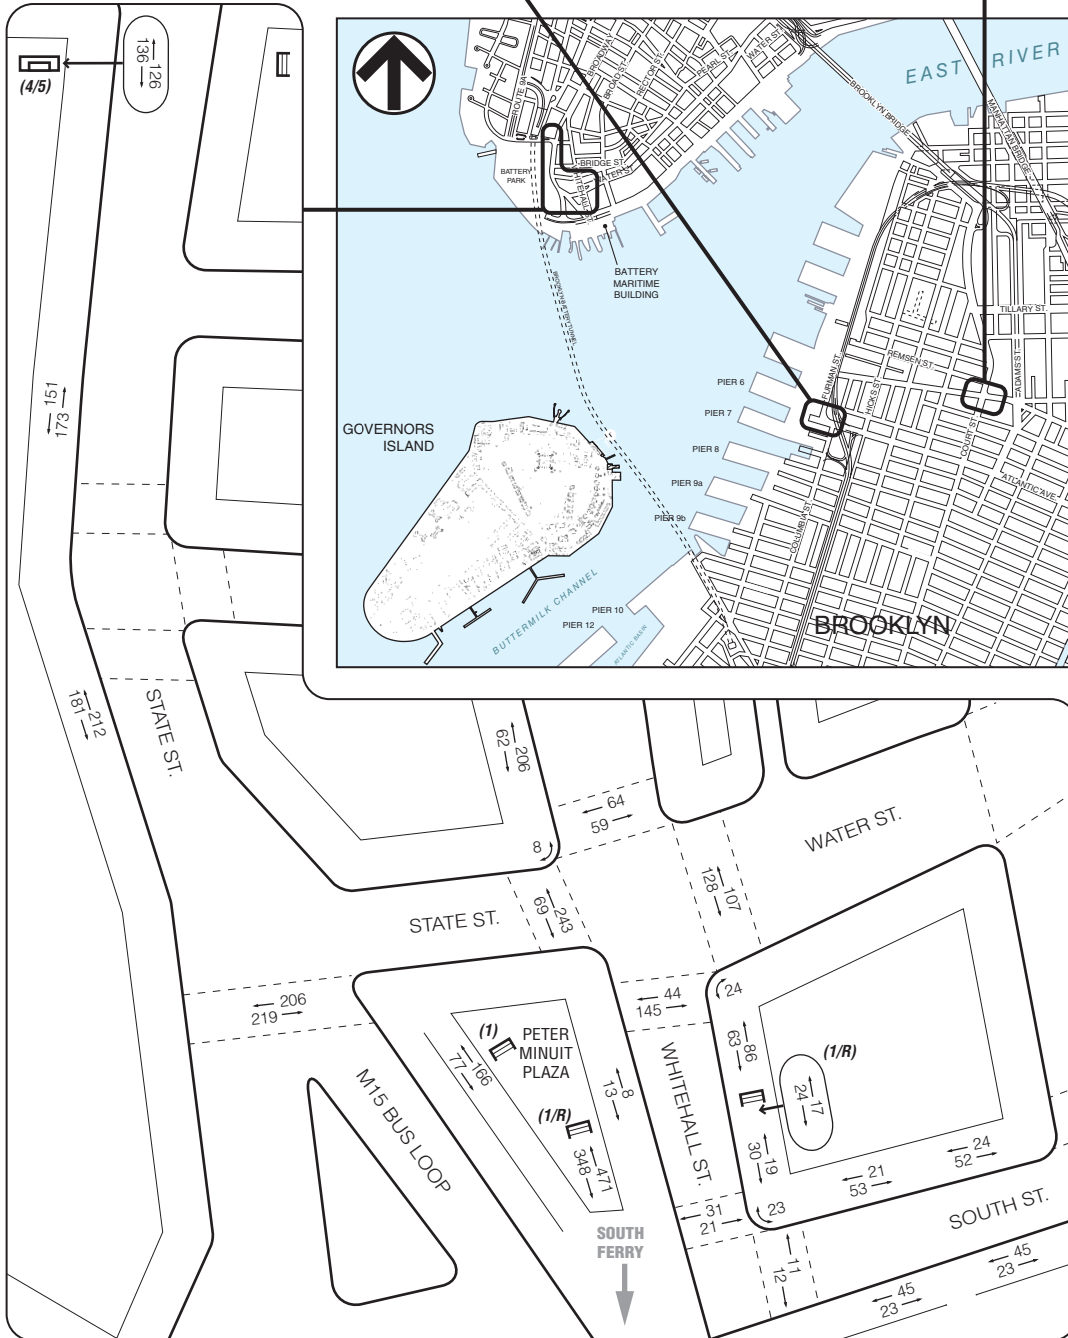 (4/5)
126
136
151
173
212
181
STATE ST.
EAST RIVER
BROADWAY
BROAD ST.
RECTOR ST.
PEARL ST.
WATER ST.
ROUTE 9A
BROOKLYN BRIDGE
MANHATTAN BRIDGE
BRIDGE ST.
WATER ST.
WHITEHALL ST.
BATTERY
PARK
BATTERY
MARITIME
BUILDING
TILLARY ST.
ADAMS ST.
REMSEN ST.
FURMAN ST.
HICKS ST.
COURT ST.
ATLANTIC AVE.
COLUMBIA ST.
PIER 6
PIER 7
PIER 8
PIER 9a
PIER 9b
PIER 10
PIER 12
GOVERNORS
ISLAND
BUTTERMILK CHANNEL
ATLANTIC BASIN
BROOKLYN
206
62
64
59
8
WATER ST.
107
128
STATE ST.
243
69
206
219
44
145
24
(1)
PETER
MINUIT
PLAZA
166
77
8
13
86
63
(1/R)
17
24
(1/R)
471
348
M15 BUS LOOP
WHITEHALL ST.
19
30
24
52
21
53
31
21
23
SOUTH ST.
SOUTH
FERRY
11
12
45
23
45
23